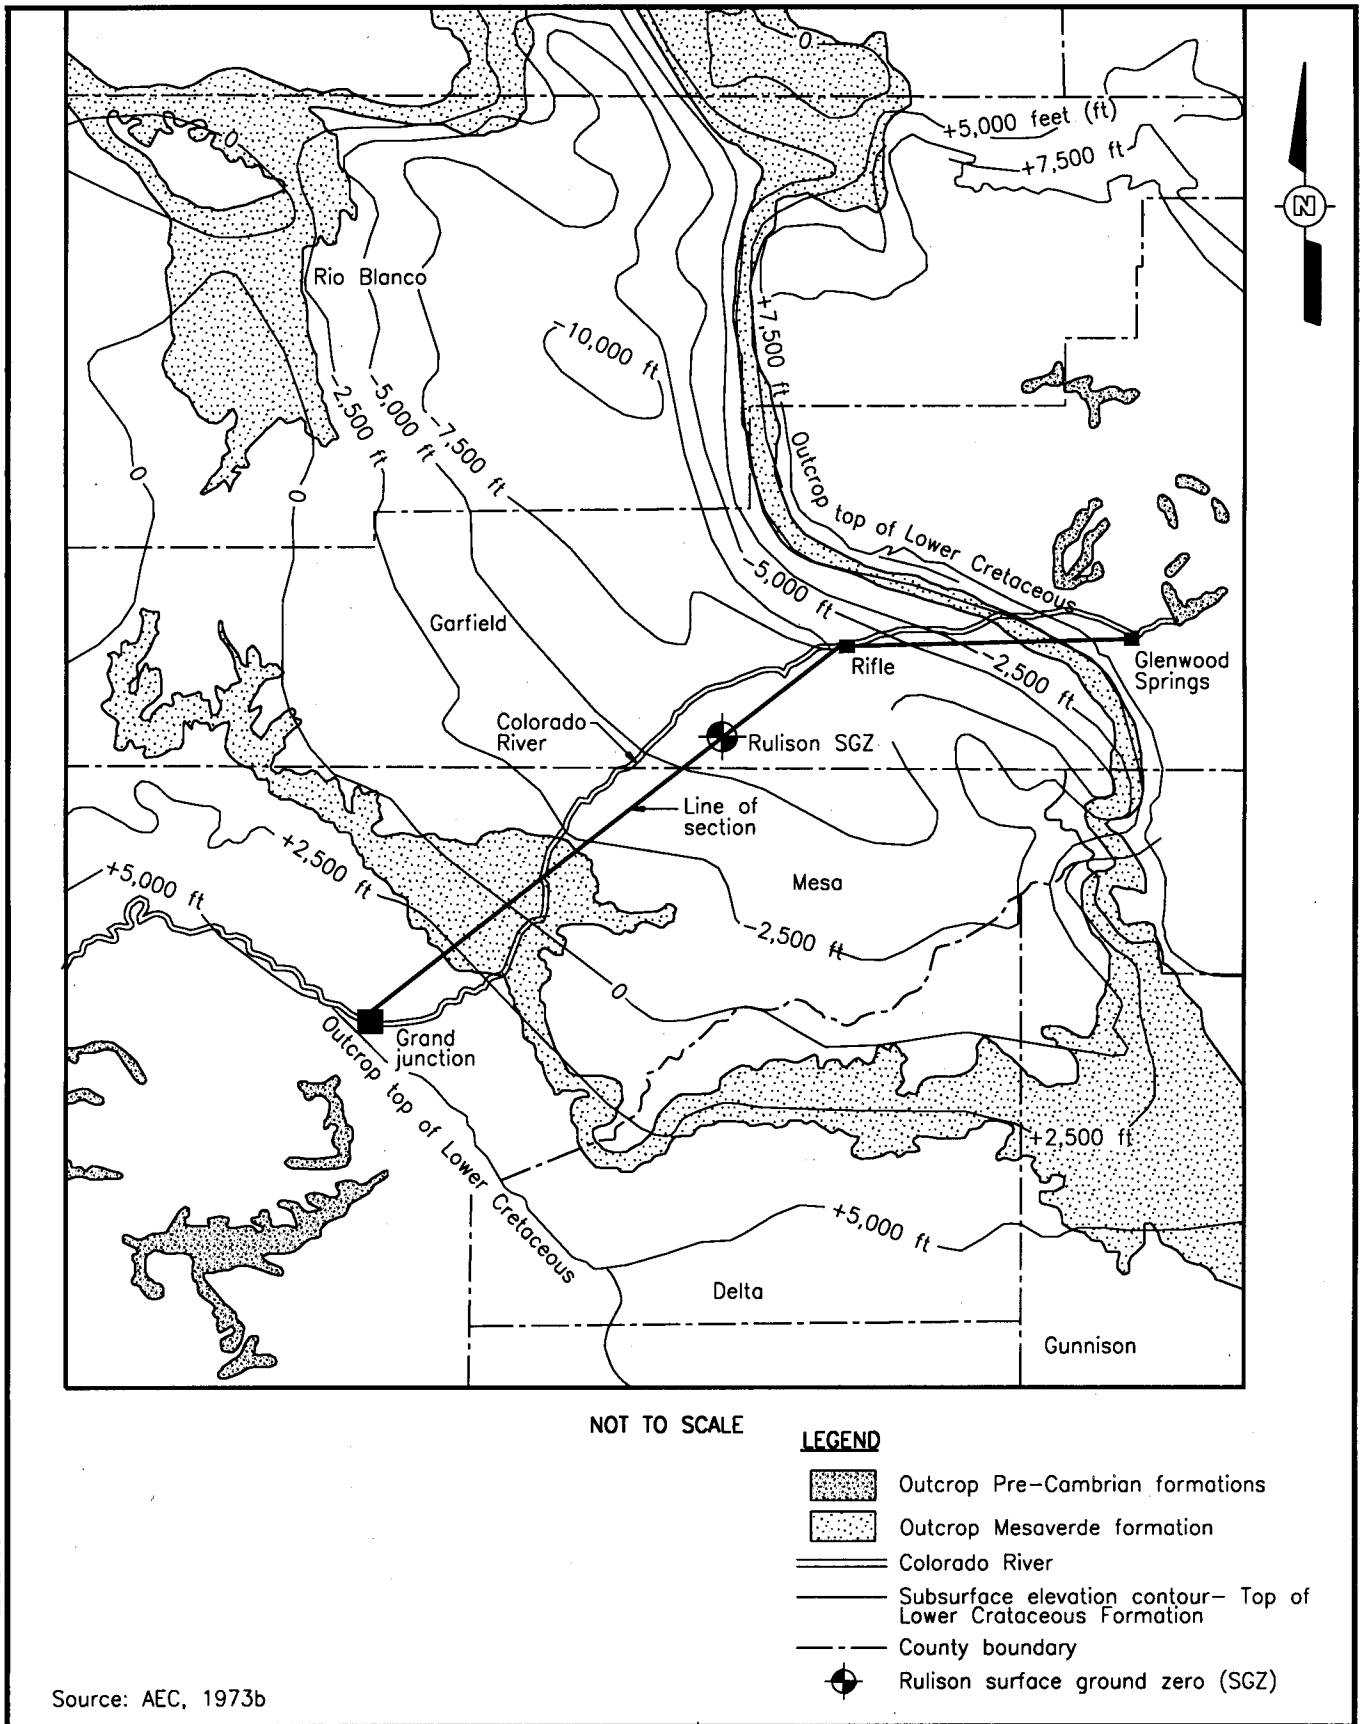 0
+5,000 feet (ft)
+7,500 ft
N
0
Rio Blanco
+7,500 ft
-10,000 ft
-2,500 ft
-5,000 ft
-7,500 ft
0
0
Outcrop top of Lower Cretaceous
-5,000 ft
Garfield
Rifle
-2,500 ft
Glenwood
Springs
Colorado
River
Rulison SGZ
Line of
section
+2,500 ft
+5,000 ft
Mesa
-2,500 ft
0
Grand
junction
Outcrop top of Lower Cretaceous
+2,500 ft
+5,000 ft
Delta
Gunnison
NOT TO SCALE
LEGEND
Outcrop Pre-Cambrian formations
Outcrop Mesaverde formation
Colorado River
Subsurface elevation contour- Top of
Lower Crataceous Formation
County boundary
Rulison surface ground zero (SGZ)
Source: AEC, 1973b